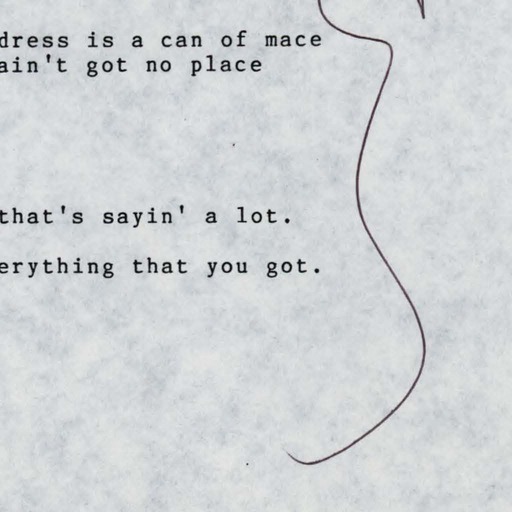 dress is a can of mace
ain't got no place
that's sayin' a lot.
erything that you got.